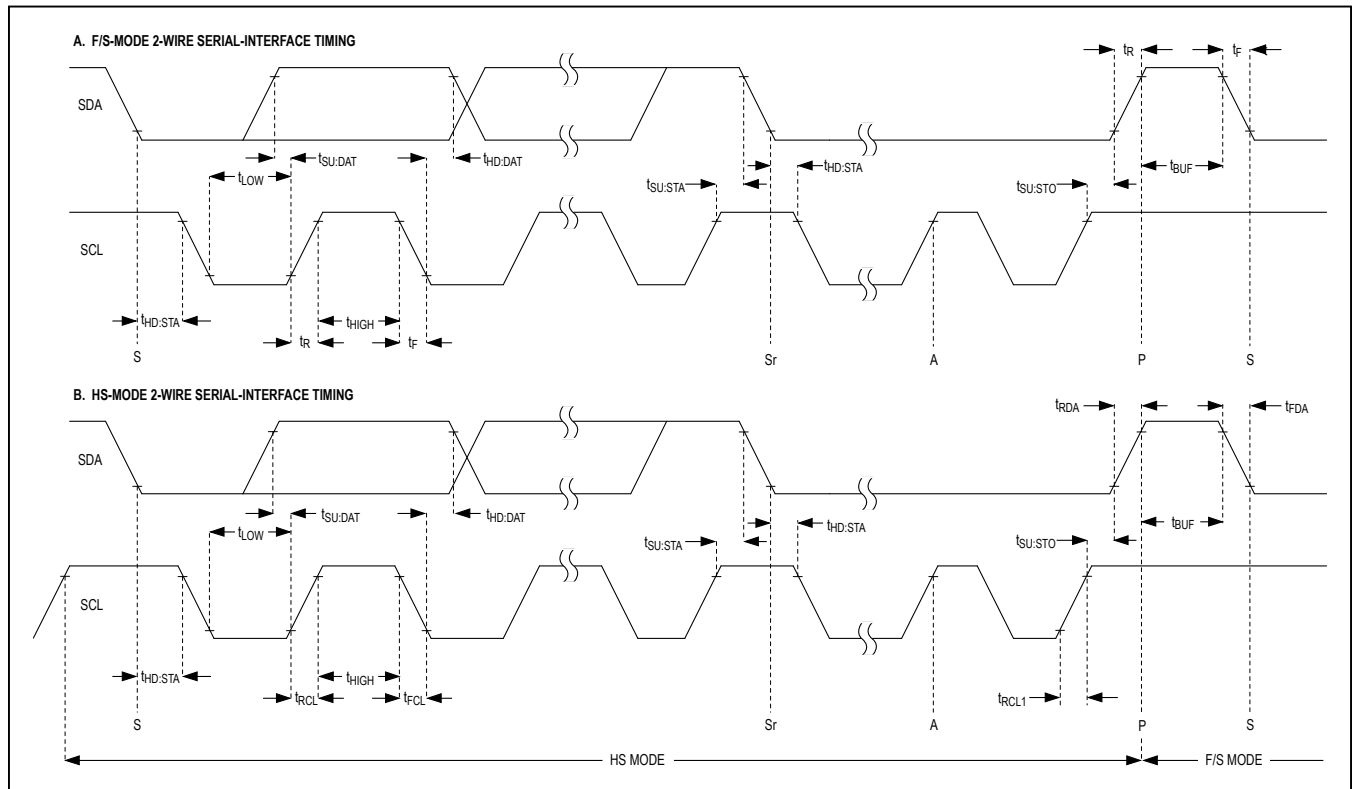 A. F/S-MODE 2-WIRE SERIAL-INTERFACE TIMING
tR
tF
SDA
tSU:DAT
tHD:DAT
tLOW
tHD:STA
tBUF
tSU:STA
tSU:STO
SCL
tHD:STA
tHIGH
tR
tF
S
Sr
A
P
S
B. HS-MODE 2-WIRE SERIAL-INTERFACE TIMING
tRDA
tFDA
SDA
tSU:DAT
tHD:DAT
tLOW
tHD:STA
tBUF
tSU:STA
tSU:STO
SCL
tHD:STA
tHIGH
tRCL
tFCL
tRCL1
S
Sr
A
P
S
HS MODE
F/S MODE